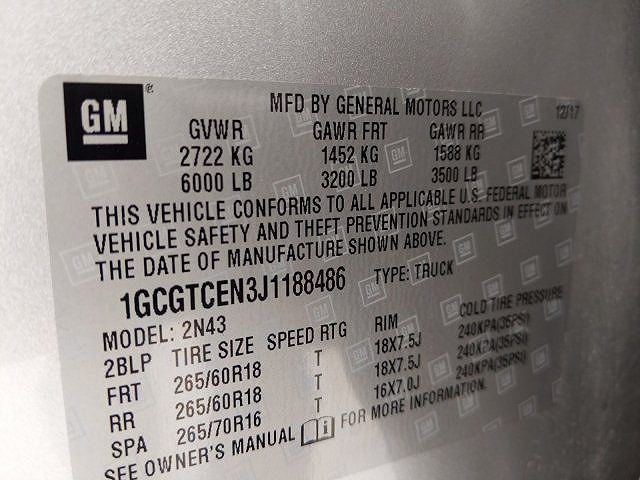 GM ® MFD BY GENERAL MOTORS LLC 12/17
GVWR GAWR FRT GAWR RR
2722 KG 1452 KG 1588 KG
6000 LB 3200 LB 3500 LB
THIS VEHICLE CONFORMS TO ALL APPLICABLE U.S. FEDERAL MOTOR
VEHICLE SAFETY AND THEFT PREVENTION STANDARDS IN EFFECT ON
THE DATE OF MANUFACTURE SHOWN ABOVE.
1GCGTCEN3J1188486 TYPE: TRUCK
MODEL: 2N43
2BLP TIRE SIZE SPEED RTG RIM COLD TIRE PRESSURE
FRT 265/60R18 T 18X7.5J 240KPA(35PSI)
RR 265/60R18 T 18X7.5J 240KPA(35PSI)
SPA 265/70R16 T 16X7.0J 240KPA(35PSI)
SEE OWNER'S MANUAL FOR MORE INFORMATION.